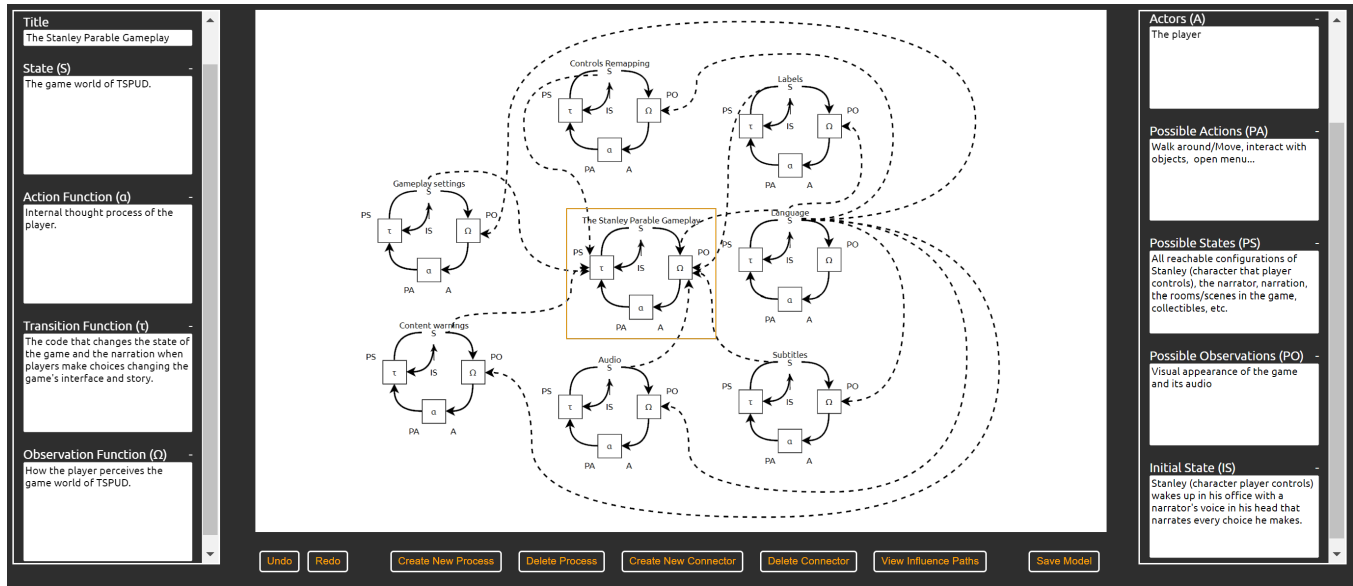 Title
The Stanley Parable Gameplay
State (S)
-
The game world of TSPUD.
Action Function (α)
-
Internal thought process of the
player.
Transition Function (τ)
-
The code that changes the state of
the game and the narration when
players make choices changing the
game's interface and story.
Observation Function (Ω)
-
How the player perceives the
game world of TSPUD.
Controls Remapping
S
PS
PO
τ
IS
Ω
α
PA
A
Labels
S
PS
PO
τ
IS
Ω
α
PA
A
Gameplay settings
S
PS
PO
τ
IS
Ω
α
PA
A
The Stanley Parable Gameplay
S
PS
PO
τ
IS
Ω
α
PA
A
Language
S
PS
PO
τ
IS
Ω
α
PA
A
Content warnings
S
PS
PO
τ
IS
Ω
α
PA
A
Audio
S
PS
PO
τ
IS
Ω
α
PA
A
Subtitles
S
PS
PO
τ
IS
Ω
α
PA
A
Undo
Redo
Create New Process
Delete Process
Create New Connector
Delete Connector
View Influence Paths
Save Model
Actors (A)
-
The player
Possible Actions (PA)
-
Walk around/Move, interact with
objects, open menu...
Possible States (PS)
-
All reachable configurations of
Stanley (character that player
controls), the narrator, narration,
the rooms/scenes in the game,
collectibles, etc.
Possible Observations (PO)
-
Visual appearance of the game
and its audio
Initial State (IS)
-
Stanley (character player controls)
wakes up in his office with a
narrator's voice in his head that
narrates every choice he makes.